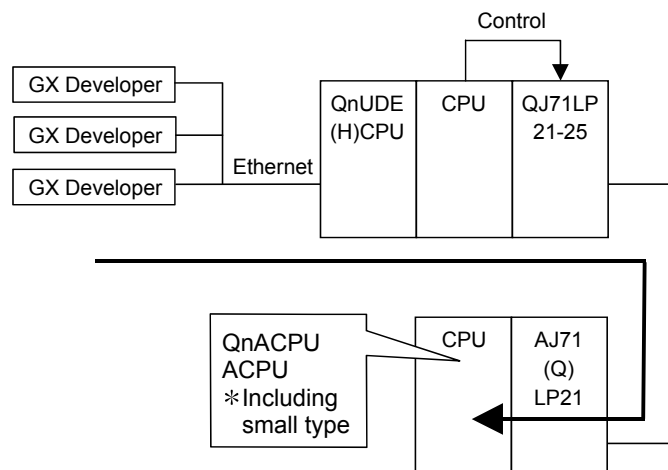 Control
GX Developer
GX Developer
GX Developer
Ethernet
QnUDE
(H)CPU
CPU
QJ71LP
21-25
QnACPU
ACPU
＊Including
small type
CPU
AJ71
(Q)
LP21